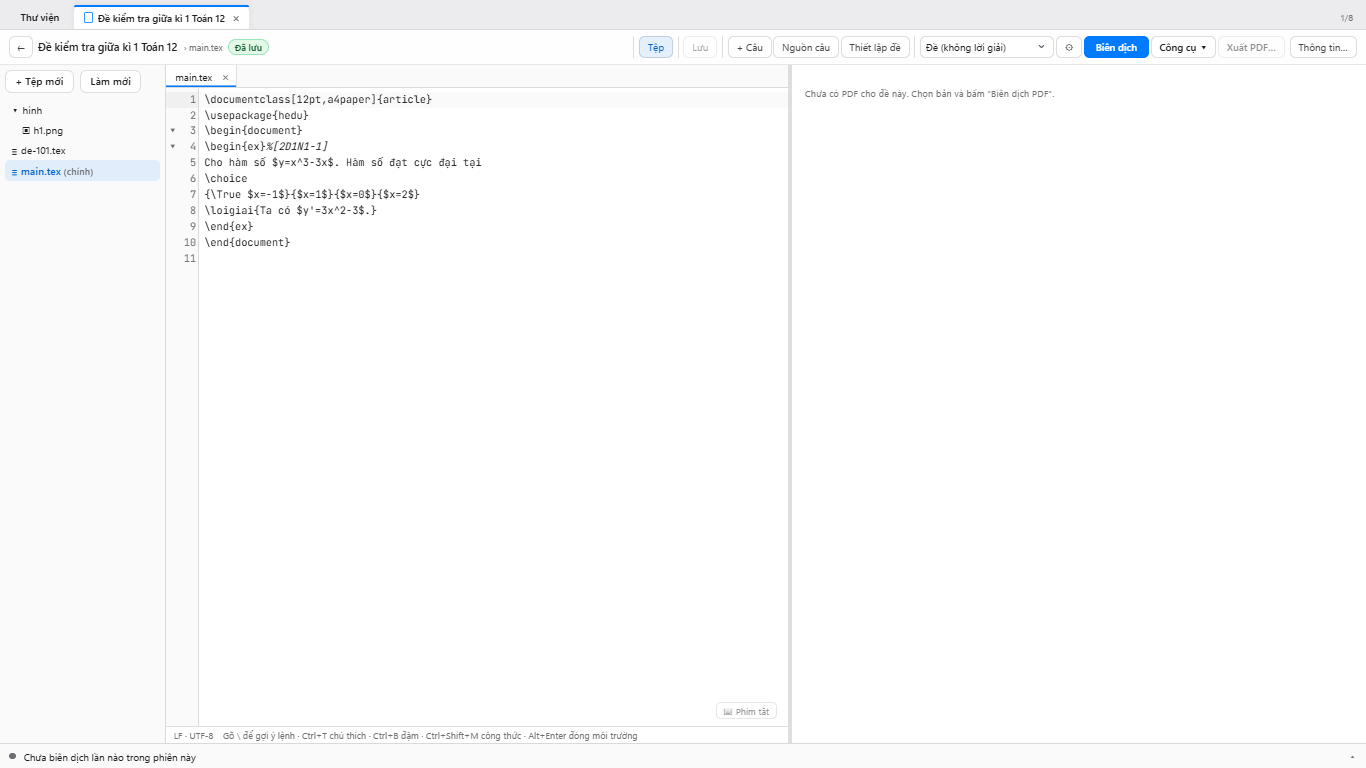 Thư viện
Đề kiểm tra giữa kì 1 Toán 12 ×
1/8
← Đề kiểm tra giữa kì 1 Toán 12 › main.tex Đã lưu
Tệp Lưu + Câu Nguồn câu Thiết lập đề Đề (không lời giải) Biên dịch Công cụ ▾ Xuất PDF... Thông tin...
+ Tệp mới Làm mới
▾ hinh
h1.png
de-101.tex
main.tex (chính)
main.tex ×
1 \documentclass[12pt,a4paper]{article}
2 \usepackage{hedu}
3 \begin{document}
4 \begin{ex}%[2D1N1-1]
5 Cho hàm số $y=x^3-3x$. Hàm số đạt cực đại tại
6 \choice
7 {\True $x=-1$}{$x=1$}{$x=0$}{$x=2$}
8 \loigiai{Ta có $y'=3x^2-3$.}
9 \end{ex}
10 \end{document}
11
Phím tắt
LF · UTF-8 Gõ \ để gợi ý lệnh · Ctrl+T chú thích · Ctrl+B đậm · Ctrl+Shift+M công thức · Alt+Enter đóng môi trường
Chưa có PDF cho đề này. Chọn bản và bấm "Biên dịch PDF".
Chưa biên dịch lần nào trong phiên này